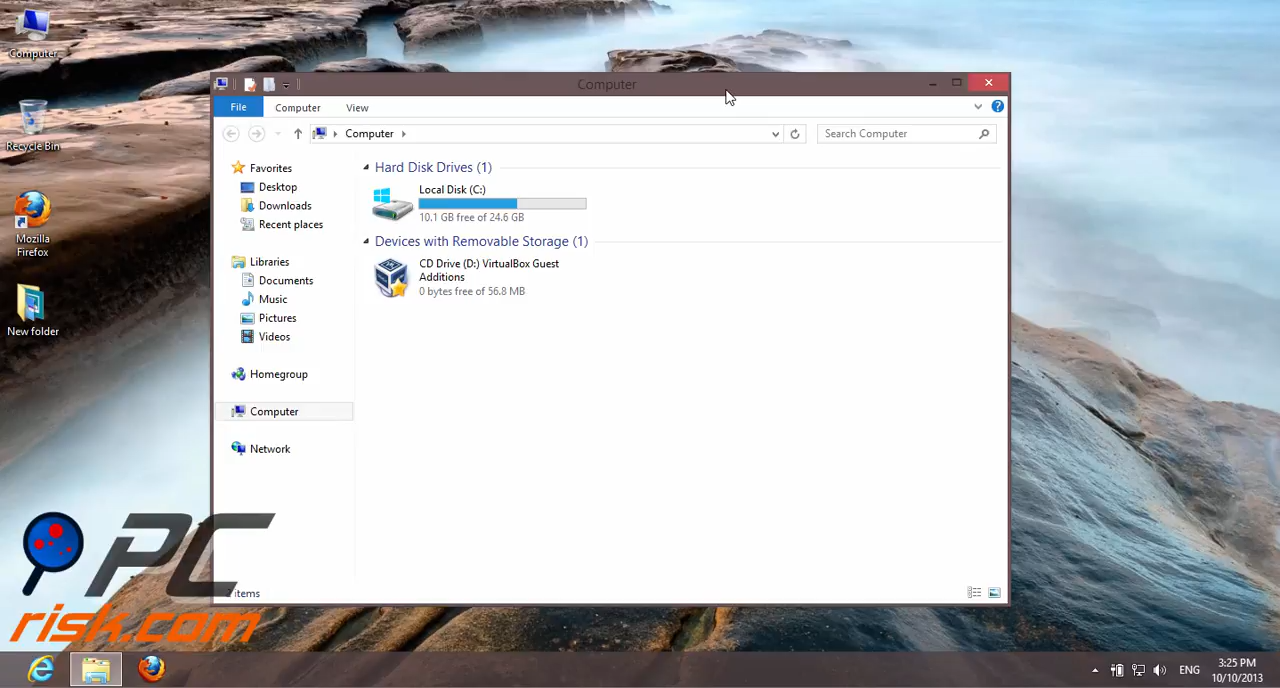 Computer
Recycle Bin
Mozilla
Firefox
New folder
Computer
File
Computer
View
Computer
Search Computer
Favorites
Desktop
Downloads
Recent places
Libraries
Documents
Music
Pictures
Videos
Homegroup
Computer
Network
Hard Disk Drives (1)
Local Disk (C:)
10.1 GB free of 24.6 GB
Devices with Removable Storage (1)
CD Drive (D:) VirtualBox Guest
Additions
0 bytes free of 56.8 MB
items
PC
risk.com
ENG
3:25 PM
10/10/2013